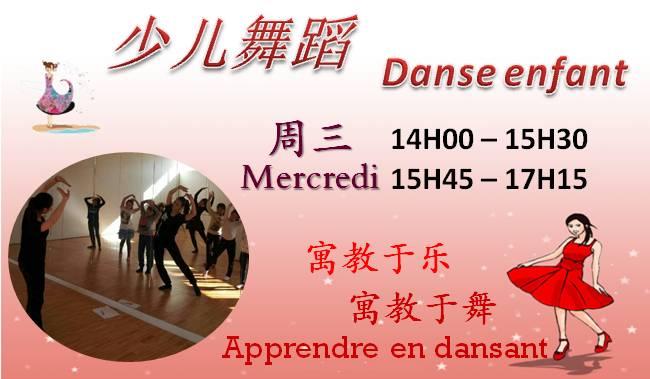 少儿舞蹈
Danse enfant
周三 14H00 – 15H30
Mercredi 15H45 – 17H15
寓教于乐
寓教于舞
Apprendre en dansant